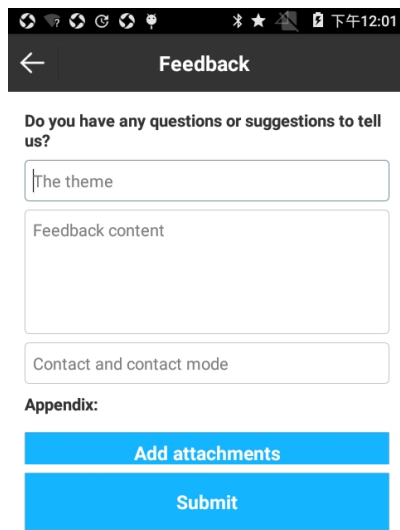 下午12:01
Feedback
Do you have any questions or suggestions to tell
us?
The theme
Feedback content
Contact and contact mode
Appendix:
Add attachments
Submit